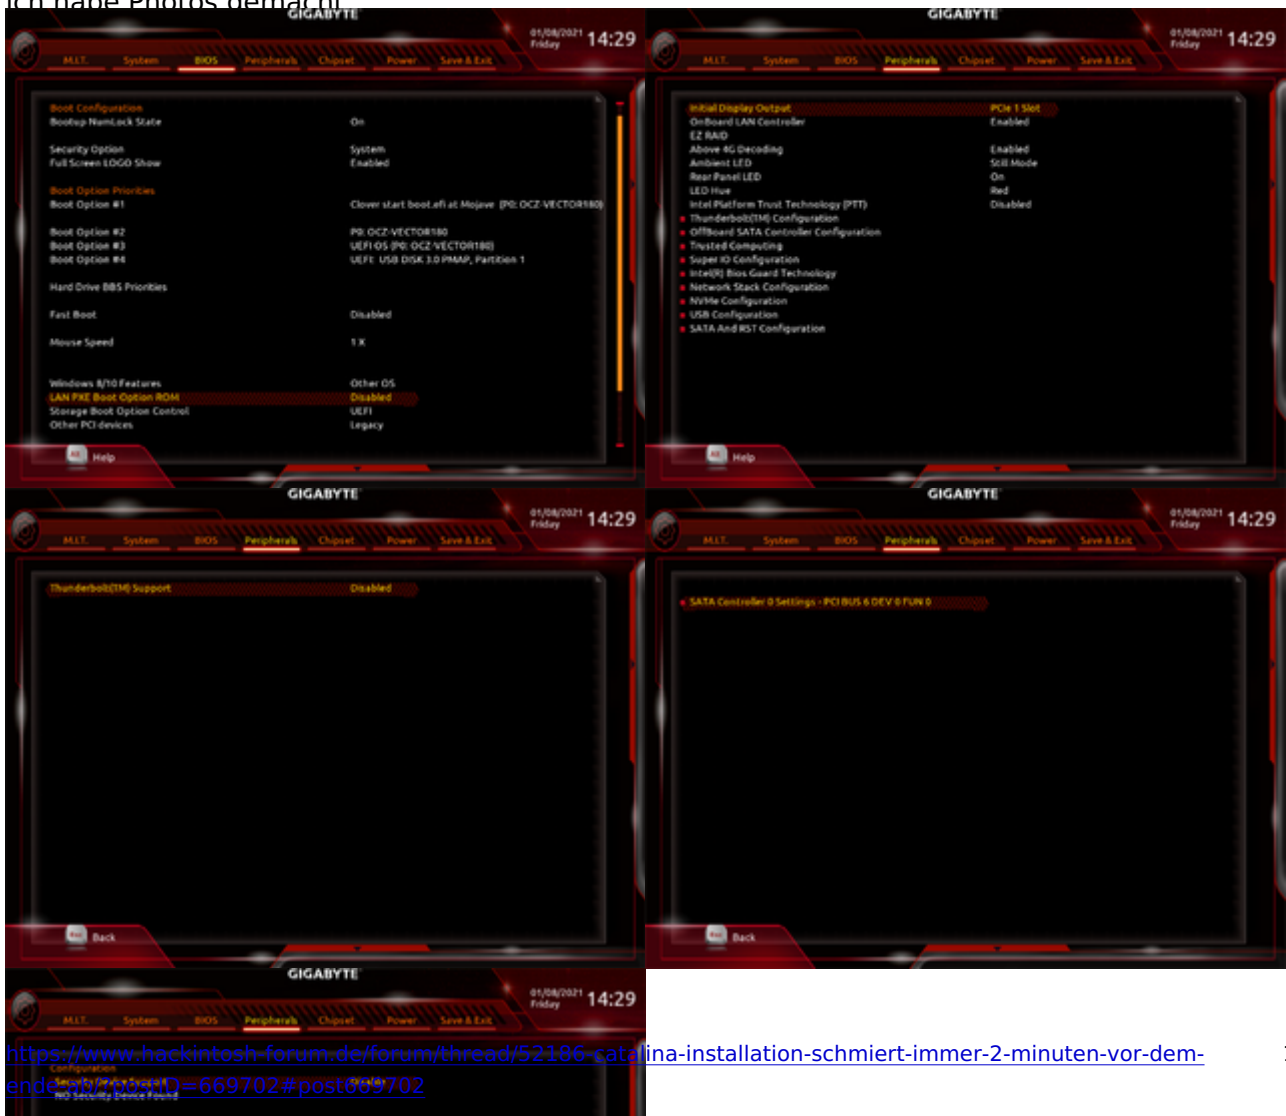 ich habe Photos gemacht
GIGABYTE
01/08/2021 Friday 14:29
M.I.T. System BIOS Peripherals Chipset Power Save & Exit
Boot Configuration
Bootup NumLock State On
Security Option System
Full Screen LOGO Show Enabled
Boot Option Priorities
Boot Option #1 Clover start boot.efi at Mojave (P0: OCZ-VECTOR180)
Boot Option #2 P0: OCZ-VECTOR180
Boot Option #3 UEFI OS (P0: OCZ-VECTOR180)
Boot Option #4 UEFI: USB DISK 3.0 PMAP, Partition 1
Hard Drive BBS Priorities
Fast Boot Disabled
Mouse Speed 1 X
Windows 8/10 Features Other OS
LAN PXE Boot Option ROM Disabled
Storage Boot Option Control UEFI
Other PCI devices Legacy
Alt Help
GIGABYTE
01/08/2021 Friday 14:29
M.I.T. System BIOS Peripherals Chipset Power Save & Exit
Initial Display Output PCIe 1 Slot
OnBoard LAN Controller Enabled
EZ RAID
Above 4G Decoding Enabled
Ambient LED Still Mode
Rear Panel LED On
LED Hue Red
Intel Platform Trust Technology (PTT) Disabled
Thunderbolt(TM) Configuration
OffBoard SATA Controller Configuration
Trusted Computing
Super IO Configuration
Intel(R) Bios Guard Technology
Network Stack Configuration
NVMe Configuration
USB Configuration
SATA And RST Configuration
Alt Help
GIGABYTE
01/08/2021 Friday 14:29
M.I.T. System BIOS Peripherals Chipset Power Save & Exit
Thunderbolt(TM) Support Disabled
Esc Back
GIGABYTE
01/08/2021 Friday 14:29
M.I.T. System BIOS Peripherals Chipset Power Save & Exit
SATA Controller 0 Settings - PCI BUS 6 DEV 0 FUN 0
Esc Back
GIGABYTE
01/08/2021 Friday 14:29
M.I.T. System BIOS Peripherals Chipset Power Save & Exit
Configuration
NO Security Device Found
https://www.hackintosh-forum.de/forum/thread/52186-catalina-installation-schmiert-immer-2-minuten-vor-dem-
ende-ab/?postID=669702#post669702